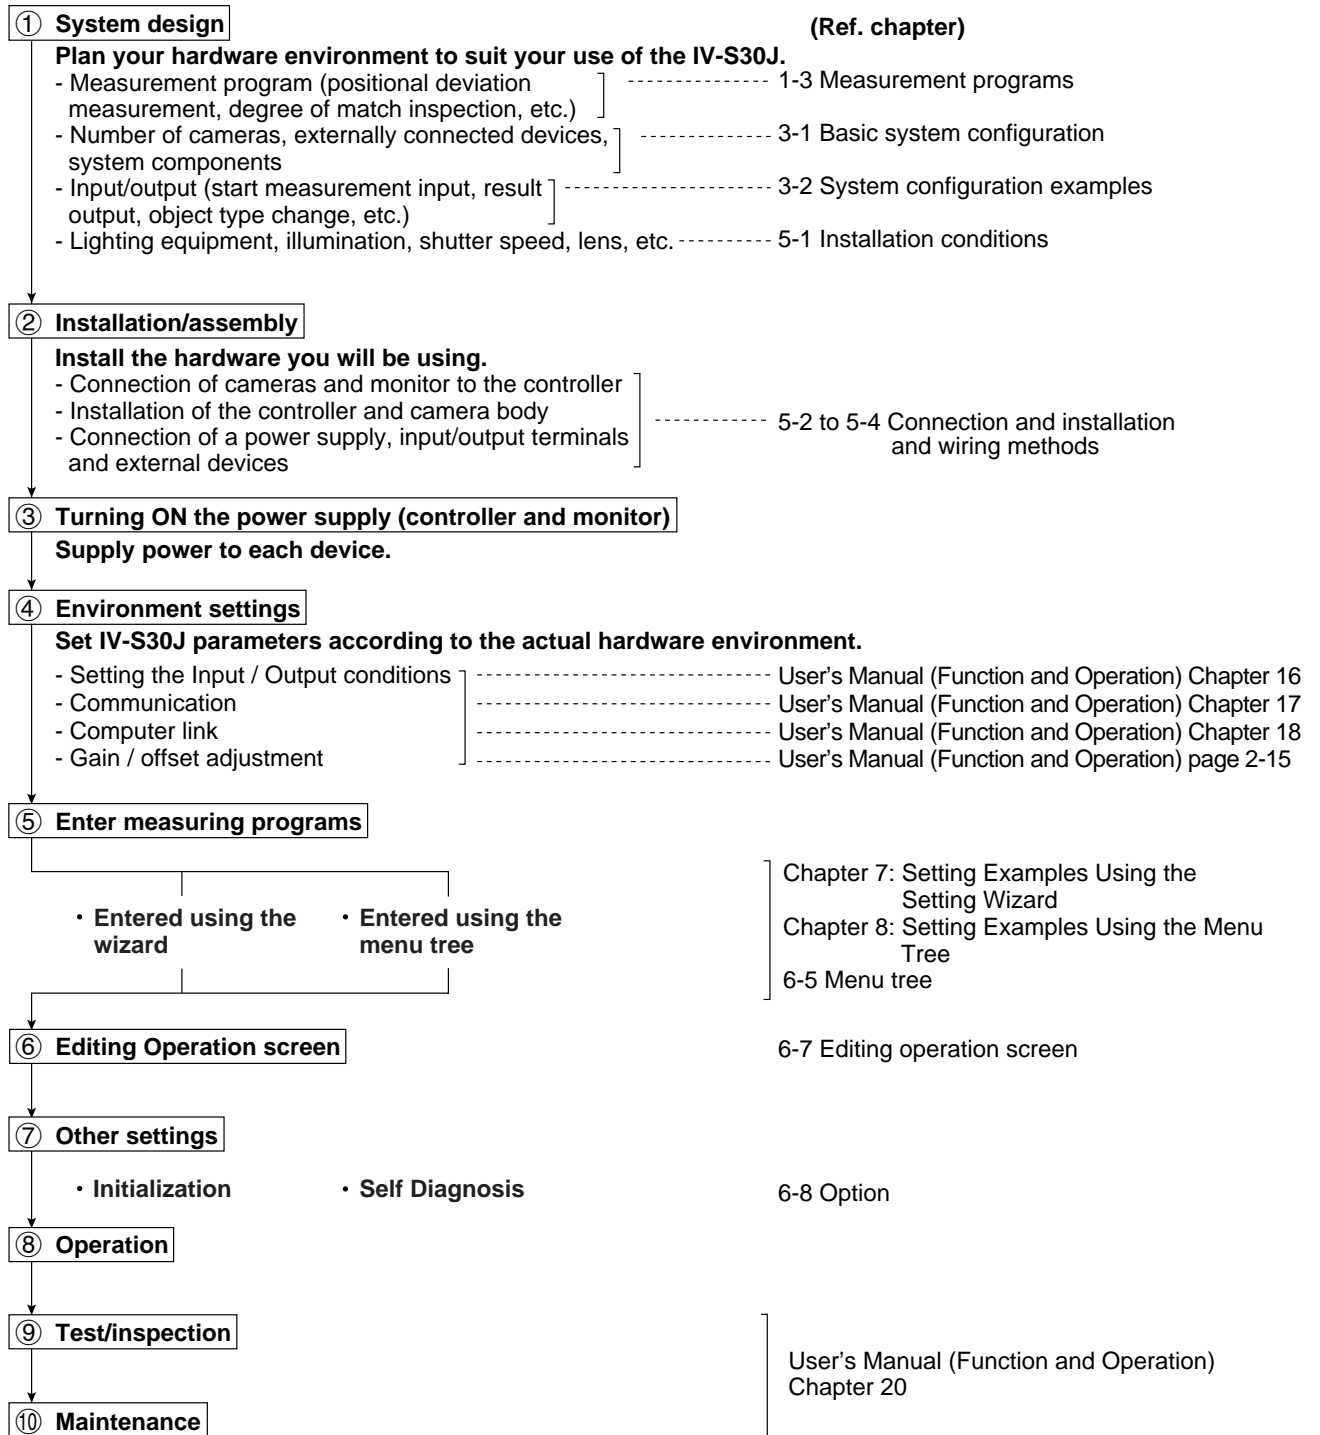 ① System design (Ref. chapter)
Plan your hardware environment to suit your use of the IV-S30J.
- Measurement program (positional deviation 1-3 Measurement programs
measurement, degree of match inspection, etc.)
- Number of cameras, externally connected devices, 3-1 Basic system configuration
system components
- Input/output (start measurement input, result 3-2 System configuration examples
output, object type change, etc.)
- Lighting equipment, illumination, shutter speed, lens, etc. 5-1 Installation conditions
② Installation/assembly
Install the hardware you will be using.
- Connection of cameras and monitor to the controller
- Installation of the controller and camera body
- Connection of a power supply, input/output terminals
and external devices
5-2 to 5-4 Connection and installation
and wiring methods
③ Turning ON the power supply (controller and monitor)
Supply power to each device.
④ Environment settings
Set IV-S30J parameters according to the actual hardware environment.
- Setting the Input / Output conditions User's Manual (Function and Operation) Chapter 16
- Communication User's Manual (Function and Operation) Chapter 17
- Computer link User's Manual (Function and Operation) Chapter 18
- Gain / offset adjustment User's Manual (Function and Operation) page 2-15
⑤ Enter measuring programs
・Entered using the
wizard
・Entered using the
menu tree
Chapter 7: Setting Examples Using the
Setting Wizard
Chapter 8: Setting Examples Using the Menu
Tree
6-5 Menu tree
⑥ Editing Operation screen 6-7 Editing operation screen
⑦ Other settings
・Initialization ・Self Diagnosis 6-8 Option
⑧ Operation
⑨ Test/inspection
User's Manual (Function and Operation)
Chapter 20
⑩ Maintenance